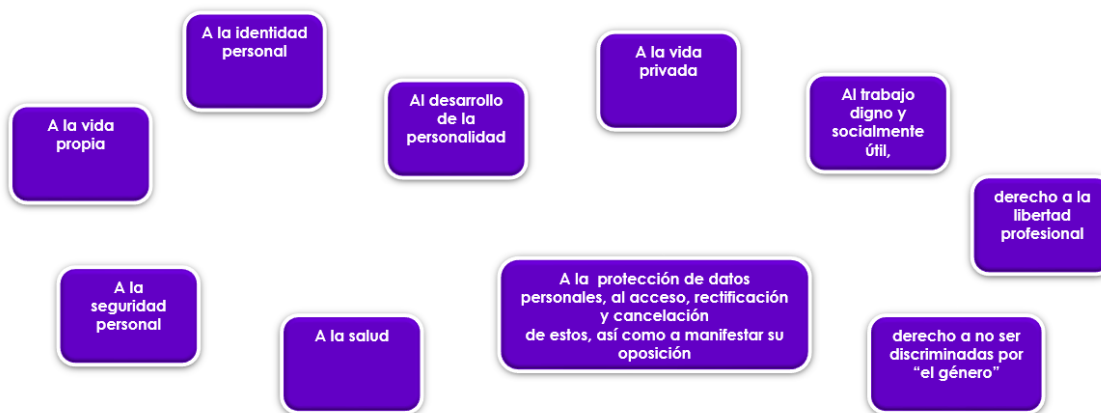 A la identidad
personal
A la vida
privada
Al desarrollo
de la
personalidad
Al trabajo
digno y
socialmente
útil,
A la vida
propia
derecho a la
libertad
profesional
A la
seguridad
personal
A la salud
A la protección de datos
personales, al acceso, rectificación
y cancelación
de estos, así como a manifestar su
oposición
derecho a no ser
discriminadas por
“el género”